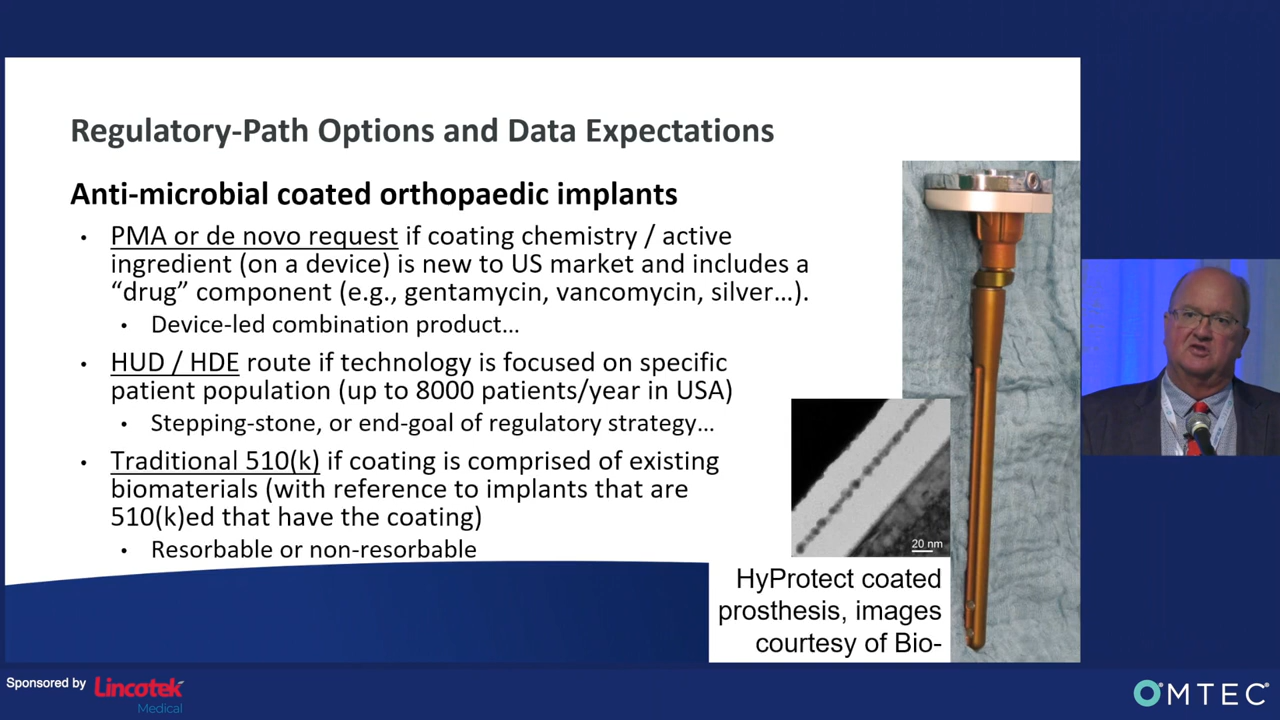 Regulatory-Path Options and Data Expectations
Anti-microbial coated orthopaedic implants
• PMA or de novo request if coating chemistry / active
ingredient (on a device) is new to US market and includes a
“drug” component (e.g., gentamycin, vancomycin, silver…).
• Device-led combination product…
• HUD / HDE route if technology is focused on specific
patient population (up to 8000 patients/year in USA)
• Stepping-stone, or end-goal of regulatory strategy…
• Traditional 510(k) if coating is comprised of existing
biomaterials (with reference to implants that are
510(k)ed that have the coating)
• Resorbable or non-resorbable
20 nm
HyProtect coated
prosthesis, images
courtesy of Bio-
Sponsored by Lincotek
Medical
OMTEC